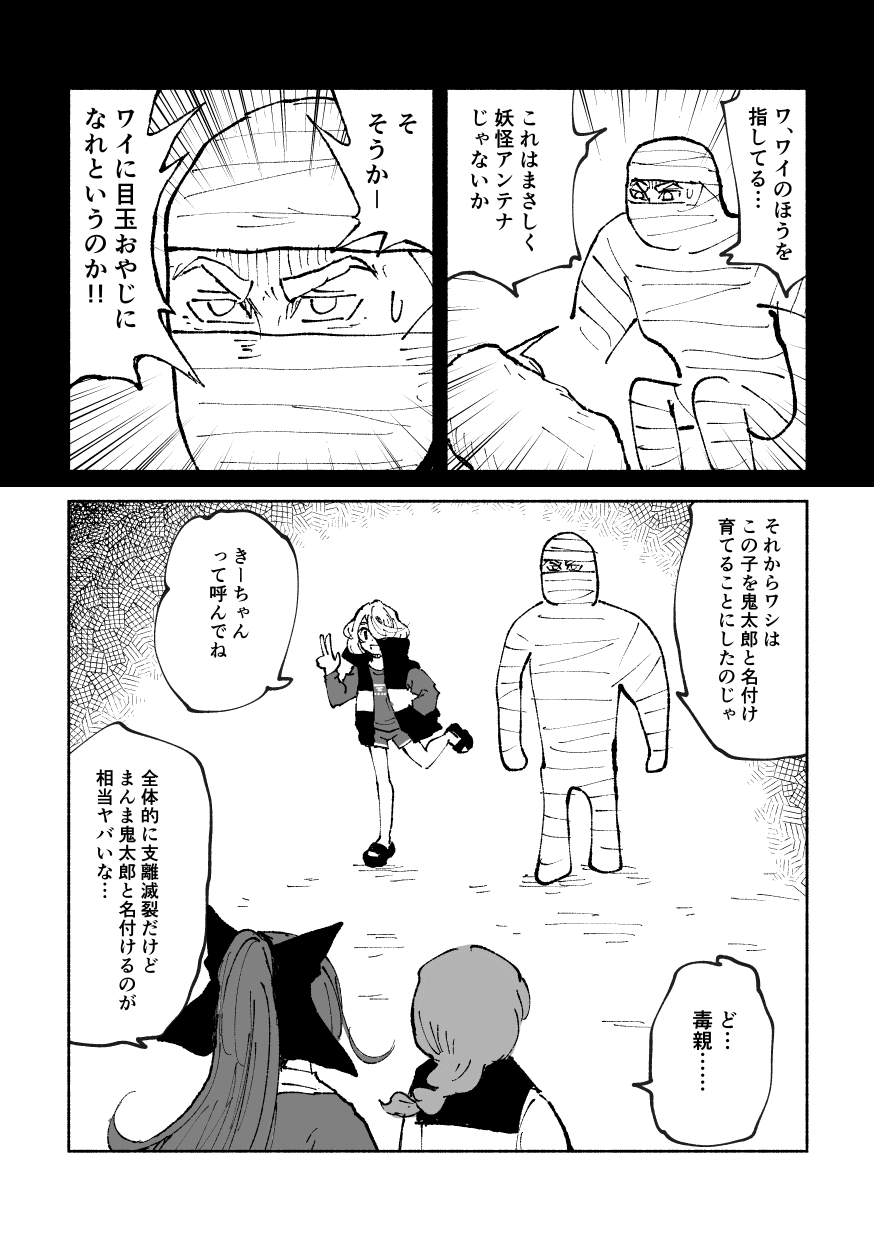 ワ、ワイのほうを
指してる…
これはまさしく
妖怪アンテナ
じゃないか
そ
そうかー
ワイに目玉おやじに
なれというのか!!
それからワシは
この子を鬼太郎と名付け
育てることにしたのじゃ
きーちゃん
って呼んでね
全体的に支離滅裂だけど
まんま鬼太郎と名付けるのが
相当ヤバいな…
ど…
毒親……